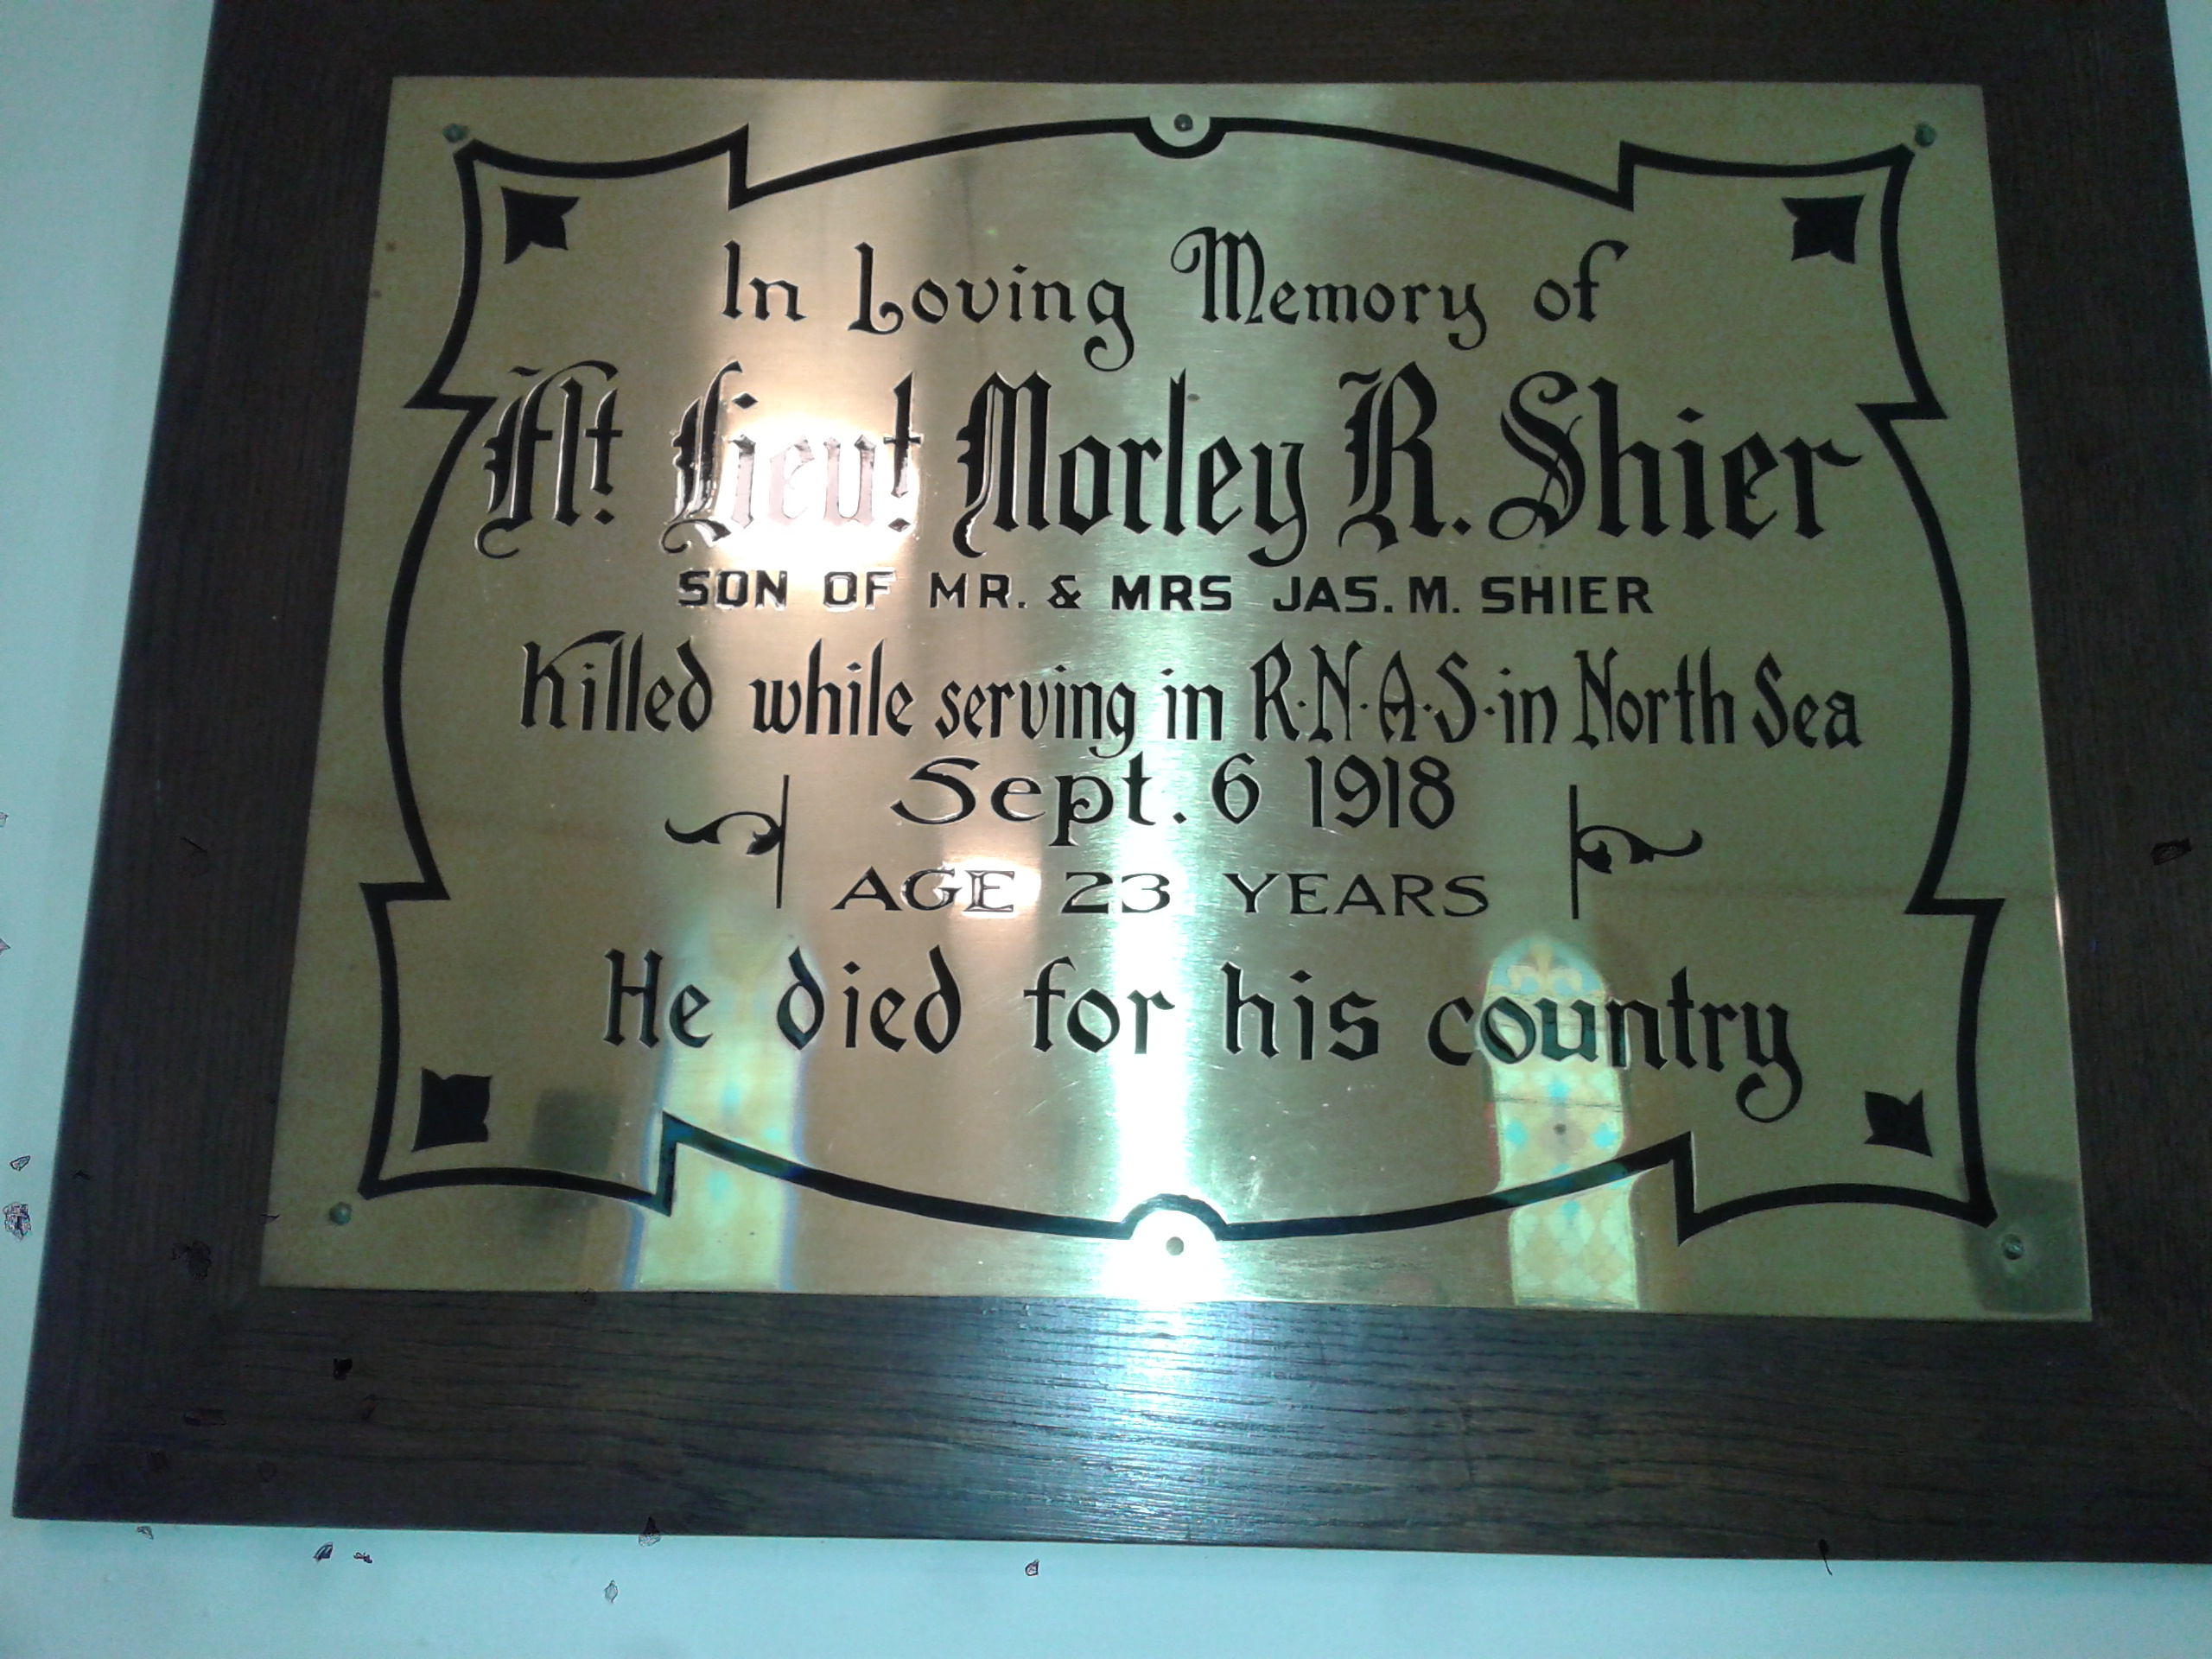 In Loving Memory of
Flt. Lieut. Morley R. Shier
SON OF MR. & MRS JAS. M. SHIER
Killed while serving in R·N·A·S· in North Sea
Sept. 6 1918
AGE 23 YEARS
He died for his country